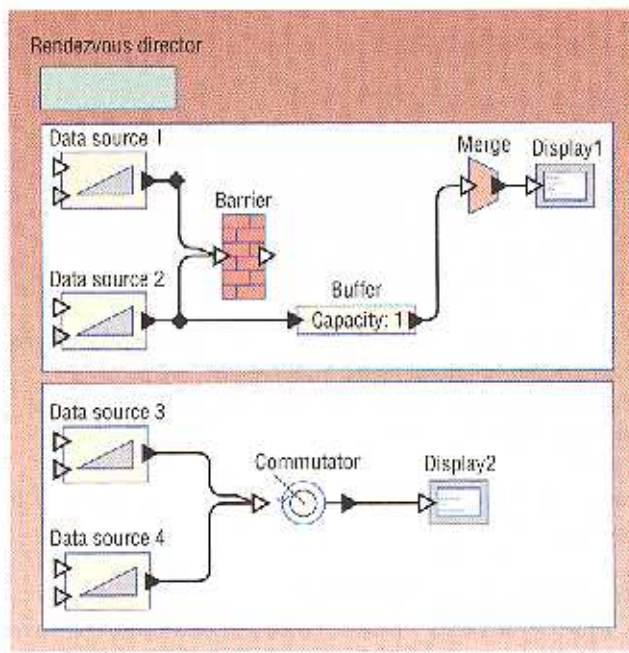 Rendezvous director
Data source 1
Merge
Display1
Barrier
Data source 2
Buffer
Capacity: 1
Data source 3
Commutator
Display2
Data source 4